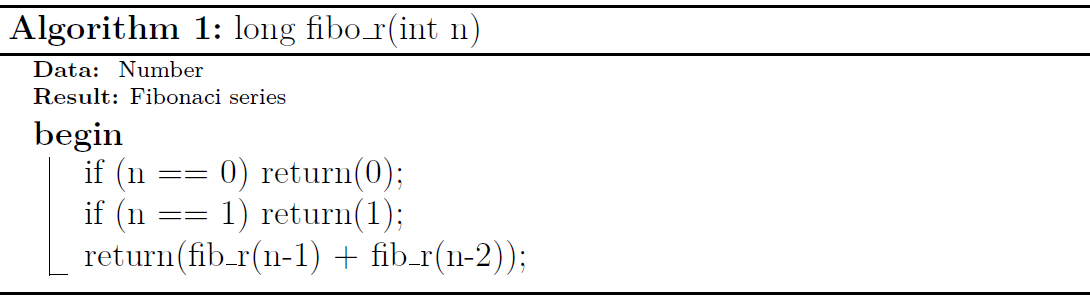 Algorithm 1: long fibo_r(int n)
Data: Number
Result: Fibonaci series
begin
if (n == 0) return(0);
if (n == 1) return(1);
return(fib_r(n-1) + fib_r(n-2));